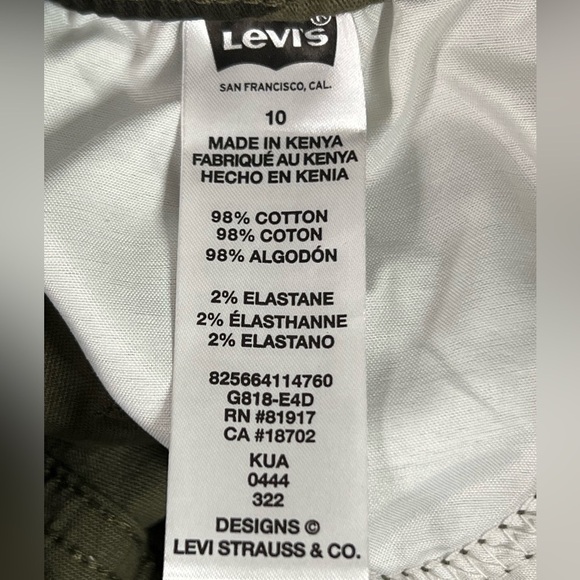 LEVI'S
SAN FRANCISCO, CAL.
10
MADE IN KENYA
FABRIQUÉ AU KENYA
HECHO EN KENIA
98% COTTON
98% COTON
98% ALGODÓN
2% ELASTANE
2% ÉLASTHANNE
2% ELASTANO
825664114760
G818-E4D
RN #81917
CA #18702
KUA
0444
322
DESIGNS ©
LEVI STRAUSS & CO.